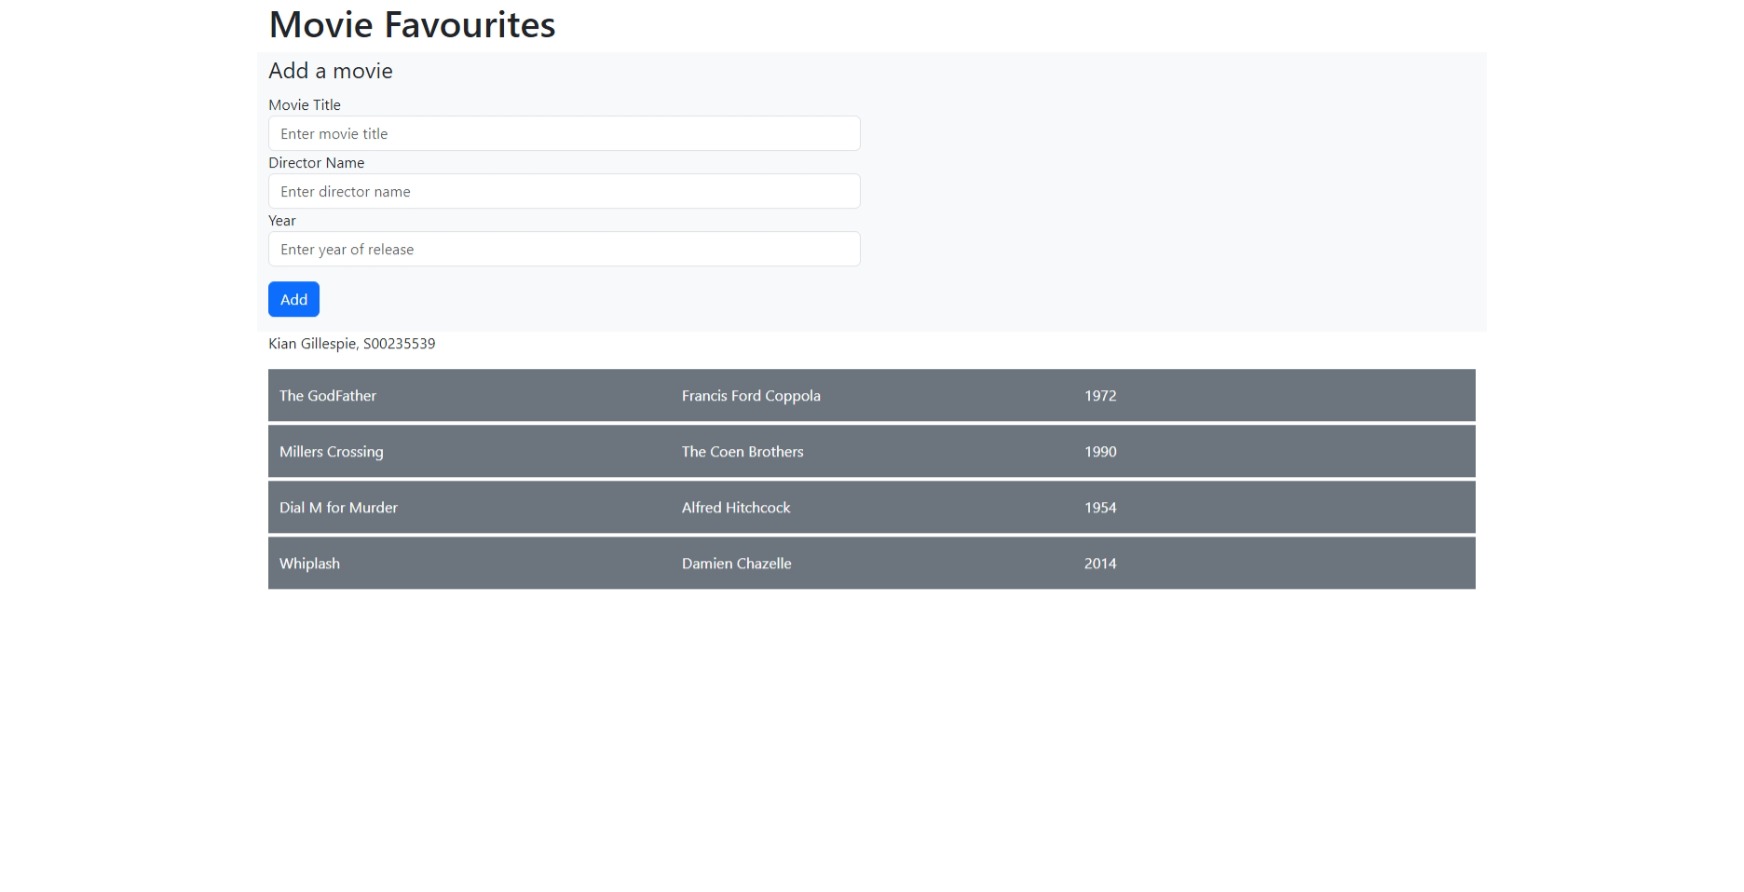 Movie Favourites
Add a movie
Movie Title
Enter movie title
Director Name
Enter director name
Year
Enter year of release
Add
Kian Gillespie, S00235539
The GodFather Francis Ford Coppola 1972
Millers Crossing The Coen Brothers 1990
Dial M for Murder Alfred Hitchcock 1954
Whiplash Damien Chazelle 2014